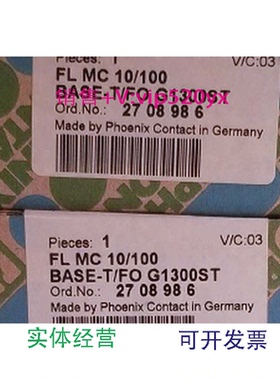 Pieces: 1 V/C:03
FL MC 10/100
BASE-T/FO G1300ST
Ord.No.: 27 08 98 6
Made by Phoenix Contact in Germany
Pieces: 1 V/C:03
FL MC 10/100
BASE-T/FO G1300ST
Ord.No.: 27 08 98 6
Made by Phoenix Contact in Germany
实体经营 大图发票